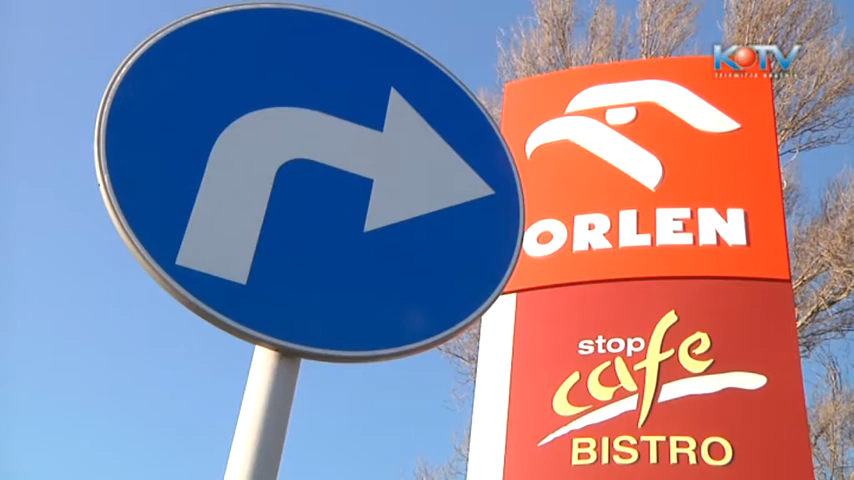 KOTV
ORLEN
stop
cafe
BISTRO